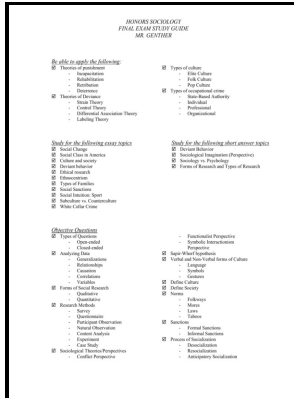 HONORS SOCIOLOGY
FINAL EXAM STUDY GUIDE
MR. GENTHER
Be able to apply the following:
☑ Theories of punishment
- Incapacitation
- Rehabilitation
- Retribution
- Deterrence
☑ Theories of Deviance
- Strain Theory
- Control Theory
- Differential Association Theory
- Labeling Theory
☑ Types of culture
- Elite Culture
- Folk Culture
- Pop Culture
☑ Types of occupational crime
- State-Authority Based
- Individual
- Professional
- Organizational
Study for the following essay topics
☑ Social Change
☑ Social Class in America
☑ Culture and society
☑ Deviant behavior
☑ Ethical research
☑ Ethnocentrism
☑ Types of Families
☑ Social Sanctions
☑ Social Intuition: Sport
☑ Subculture vs. Counterculture
☑ White Collar Crime
Study for the following short answer topics
☑ Deviant Behavior
☑ Sociological Imagination (Perspective)
☑ Sociology vs. Psychology
☑ Forms of Research and Types of Research
Objective Questions
☑ Types of Questions
- Open-ended
- Closed-ended
☑ Analyzing Data
- Generalizations
- Relationships
- Causation
- Correlations
- Variables
☑ Forms of Social Research
- Qualitative
- Quantitative
☑ Research Methods
- Survey
- Questionnaire
- Participant Observation
- Natural Observation
- Content Analysis
- Experiment
- Case Study
☑ Sociological Theories/Perspectives
- Conflict Perspective
- Functionalist Perspective
- Symbolic Interactionism
Perspective
☑ Sapir-Whorf hypothesis
☑ Verbal and Non-Verbal forms of Culture
- Language
- Symbols
- Gestures
☑ Define Culture
☑ Define Society
☑ Norms
- Folkways
- Mores
- Laws
- Taboos
☑ Sanctions
- Formal Sanctions
- Informal Sanctions
☑ Process of Socialization
- Desocialization
- Resocialization
- Anticipatory Socialization